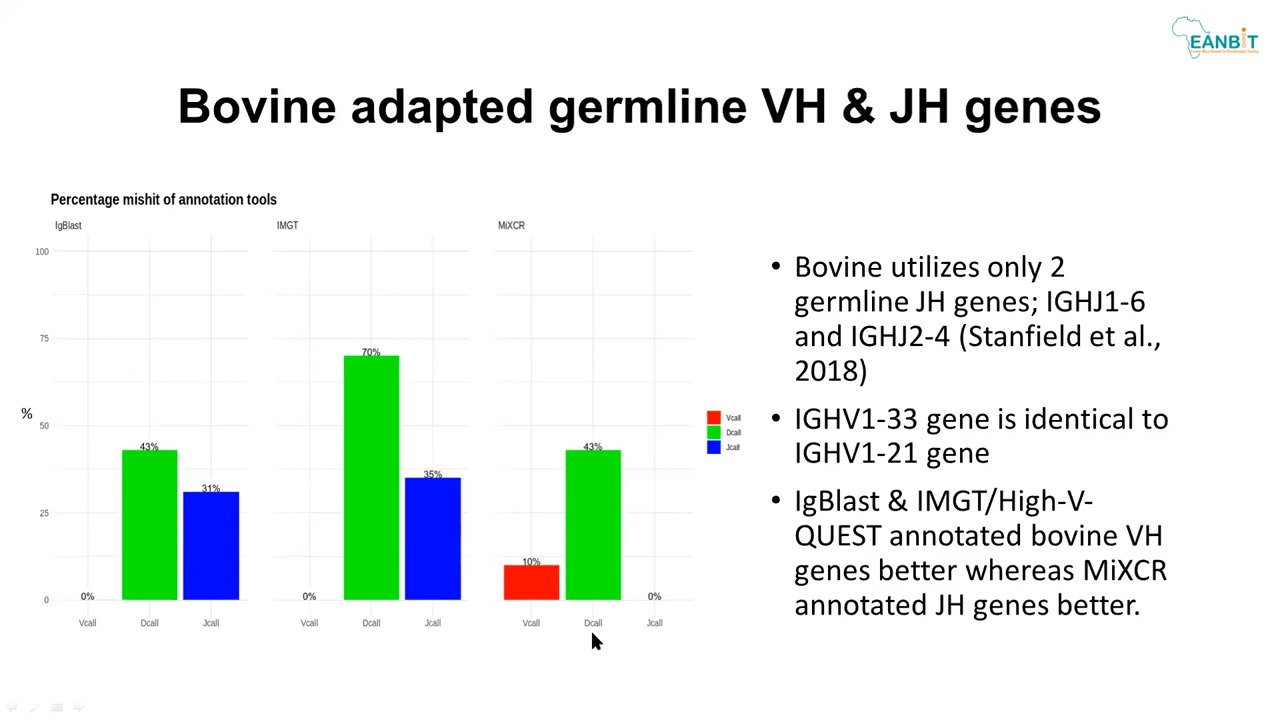 EANBiT
Bovine adapted germline VH & JH genes
Percentage mishit of annotation tools
IgBlast
IMGT
MiXCR
100
75
%
50
25
0
0%
43%
31%
0%
70%
35%
10%
43%
0%
Vcall
Dcall
Jcall
Vcall
Dcall
Jcall
Vcall
Dcall
Jcall
Vcall
Dcall
Jcall
• Bovine utilizes only 2
germline JH genes; IGHJ1-6
and IGHJ2-4 (Stanfield et al.,
2018)
• IGHV1-33 gene is identical to
IGHV1-21 gene
• IgBlast & IMGT/High-V-
QUEST annotated bovine VH
genes better whereas MiXCR
annotated JH genes better.